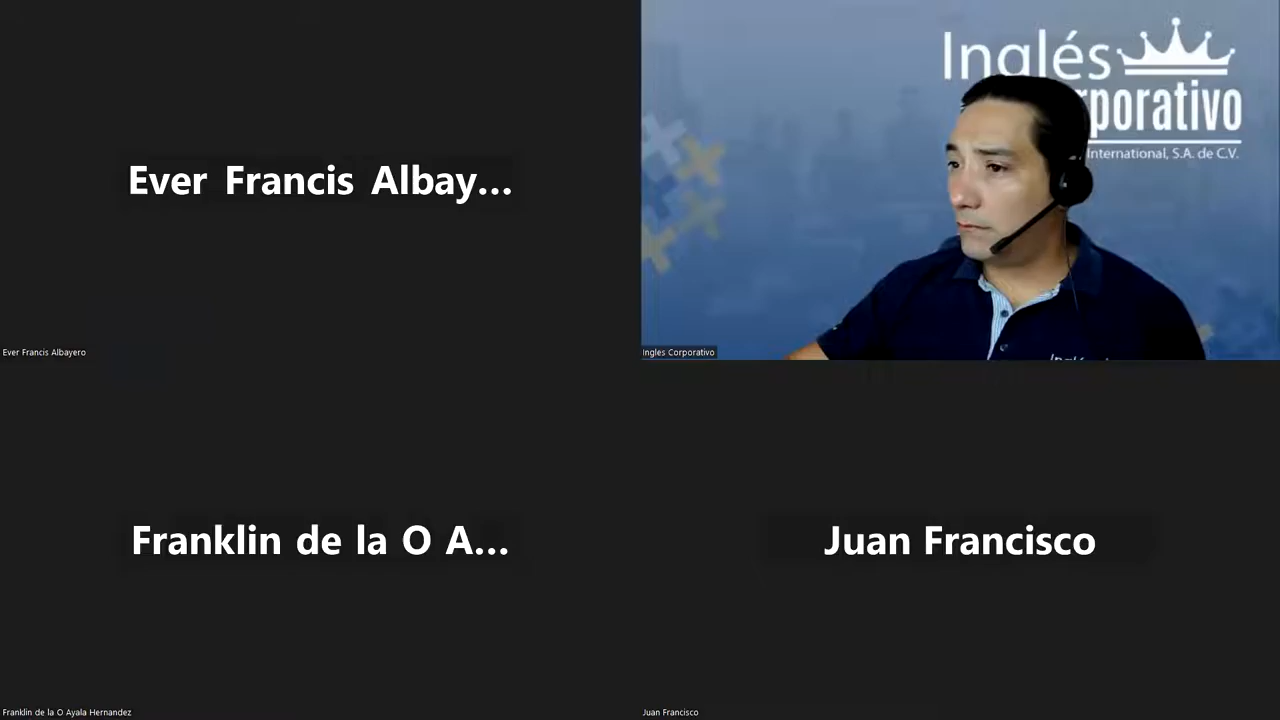 Ever Francis Albay...
Ever Francis Albayero
Inglés
rporativo
International, S.A. de C.V.
Ingles Corporativo
Franklin de la O A...
Franklin de la O Ayala Hernandez
Juan Francisco
Juan Francisco